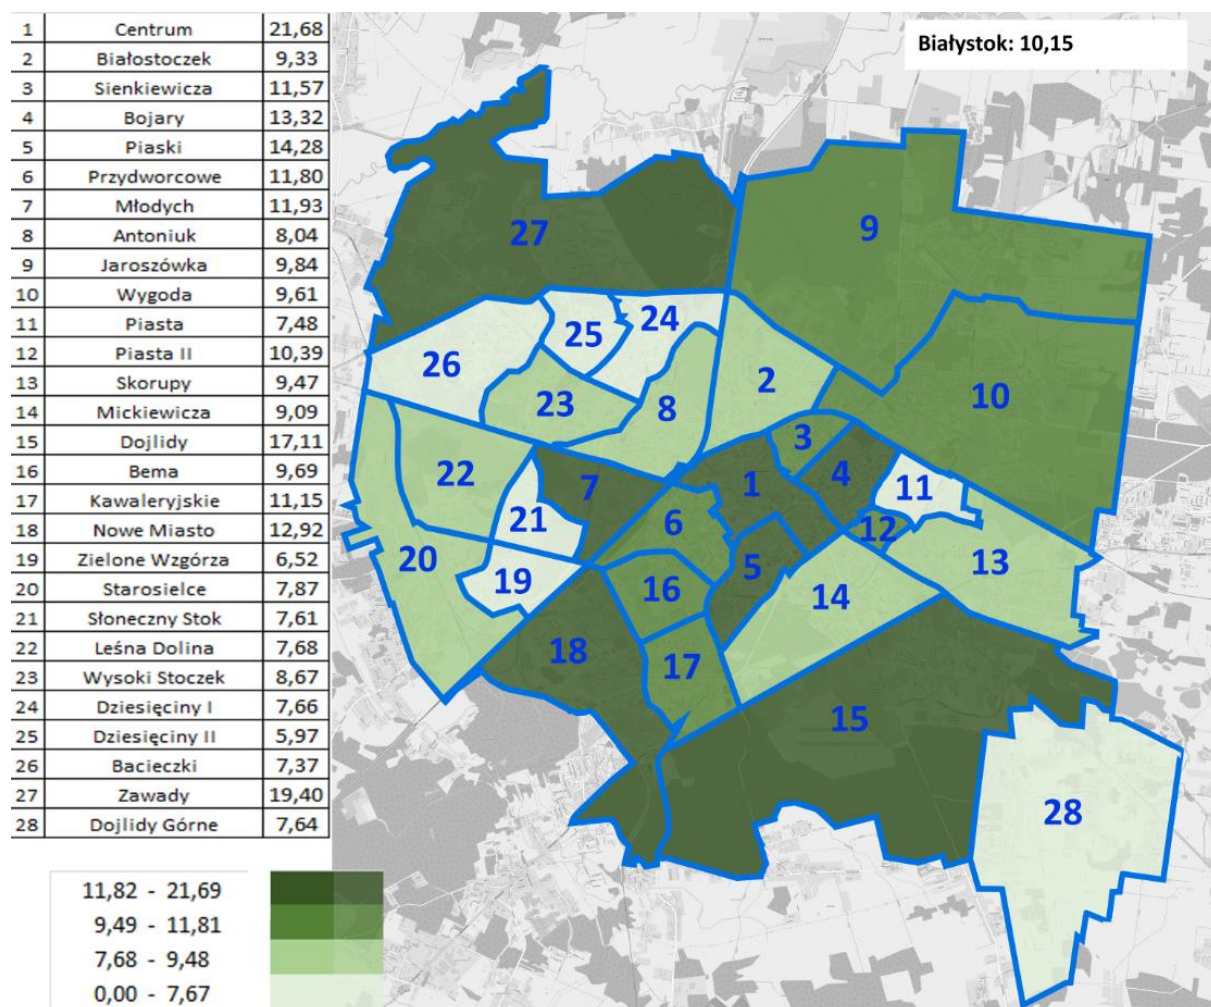 1 Centrum 21,68
2 Białostoczek 9,33
3 Sienkiewicza 11,57
4 Bojary 13,32
5 Piaski 14,28
6 Przydworcowe 11,80
7 Młodych 11,93
8 Antoniuk 8,04
9 Jaroszówka 9,84
10 Wygoda 9,61
11 Piasta 7,48
12 Piasta II 10,39
13 Skorupy 9,47
14 Mickiewicza 9,09
15 Dojlidy 17,11
16 Bema 9,69
17 Kawaleryjskie 11,15
18 Nowe Miasto 12,92
19 Zielone Wzgórza 6,52
20 Starosielce 7,87
21 Słoneczny Stok 7,61
22 Leśna Dolina 7,68
23 Wysoki Stoczek 8,67
24 Dziesięciny I 7,66
25 Dziesięciny II 5,97
26 Bacieczki 7,37
27 Zawady 19,40
28 Dojlidy Górne 7,64
11,82 - 21,69
9,49 - 11,81
7,68 - 9,48
0,00 - 7,67
Białystok: 10,15
27
9
25
24
26
2
10
23
8
3
22
7
1
4
11
21
6
12
20
19
16
5
13
14
18
17
15
28